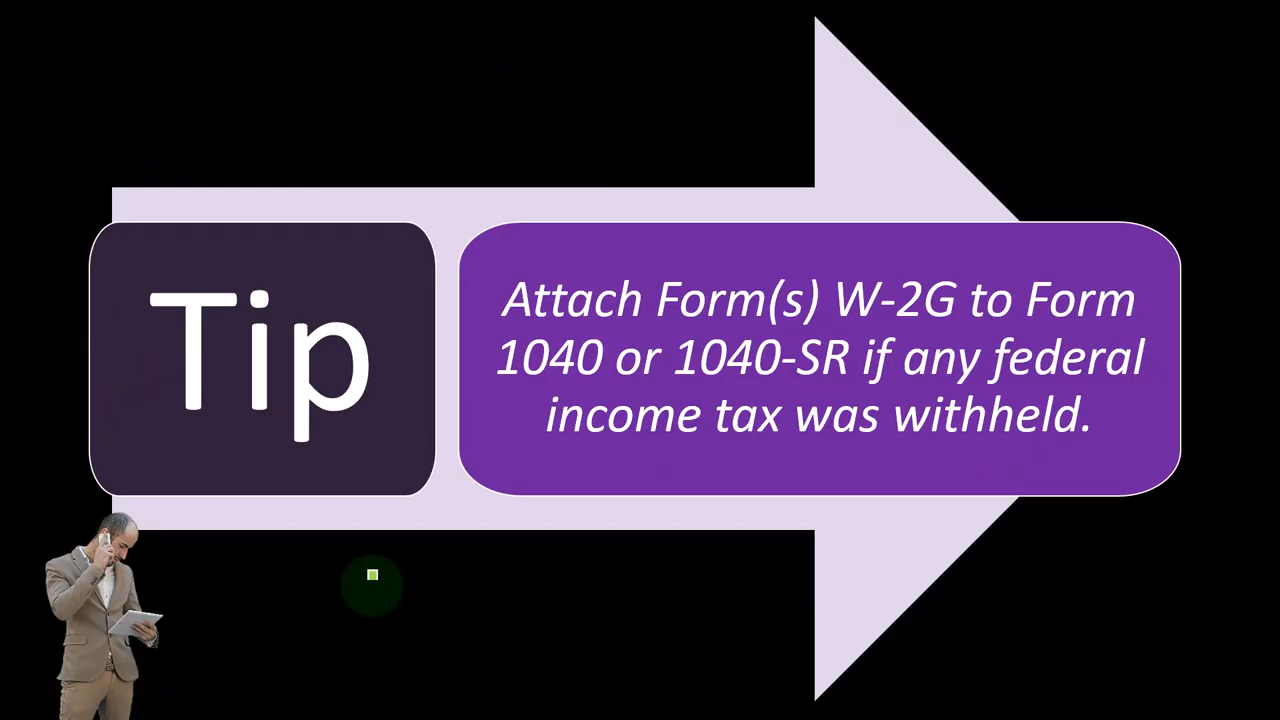 Tip
Attach Form(s) W-2G to Form
1040 or 1040-SR if any federal
income tax was withheld.